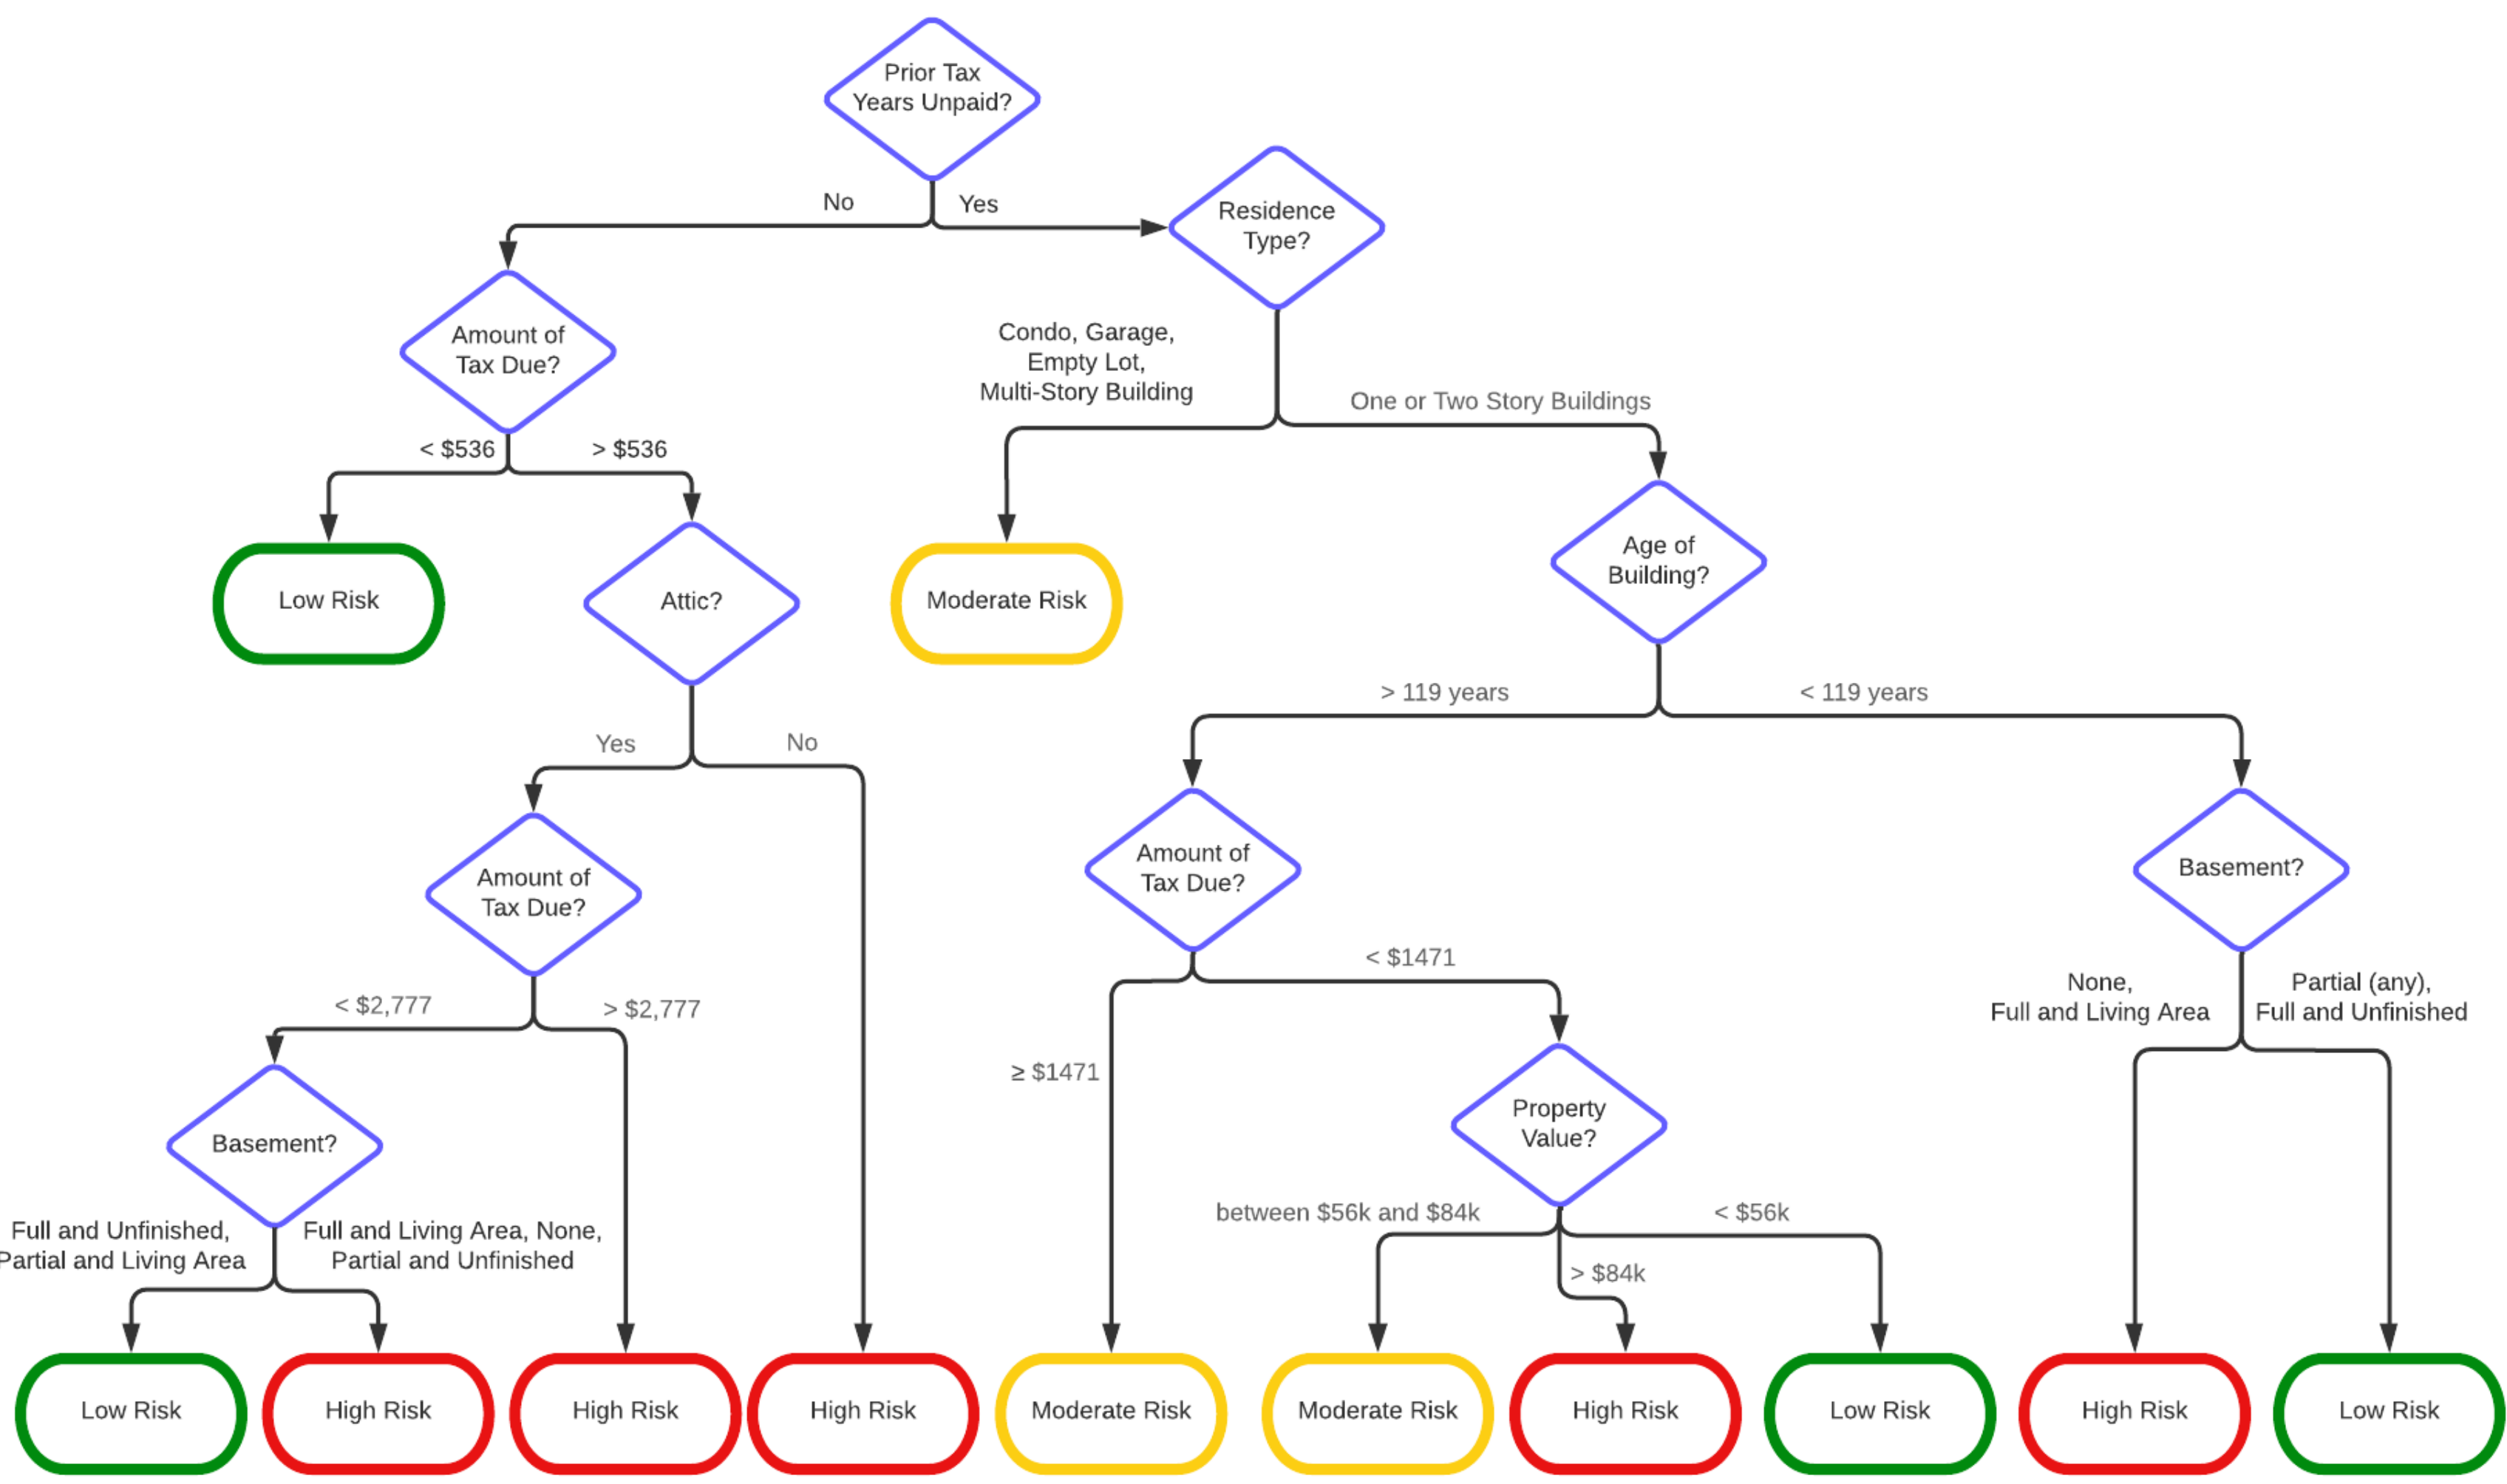 Prior Tax
Years Unpaid?
No
Yes
Residence
Type?
Amount of
Tax Due?
Condo, Garage,
Empty Lot,
Multi-Story Building
One or Two Story Buildings
< $536
> $536
Low Risk
Attic?
Moderate Risk
Age of
Building?
> 119 years
< 119 years
Yes
No
Amount of
Tax Due?
Amount of
Tax Due?
Basement?
< $2,777
> $2,777
< $1471
≥ $1471
None,
Full and Living Area
Partial (any),
Full and Unfinished
Basement?
Property
Value?
Full and Unfinished,
Partial and Living Area
Full and Living Area, None,
Partial and Unfinished
between $56k and $84k
< $56k
> $84k
Low Risk
High Risk
High Risk
High Risk
Moderate Risk
Moderate Risk
High Risk
Low Risk
High Risk
Low Risk